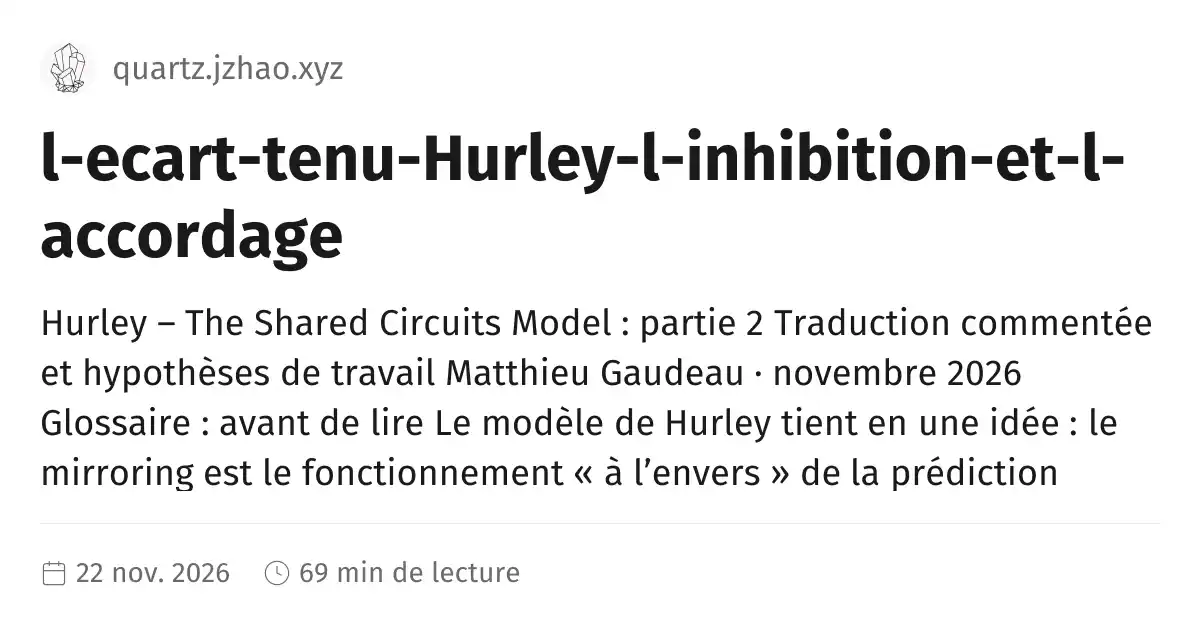 quartz.jzhao.xyz
l-ecart-tenu-Hurley-l-inhibition-et-l-
accordage
Hurley – The Shared Circuits Model : partie 2 Traduction commentée
et hypothèses de travail Matthieu Gaudeau · novembre 2026
Glossaire : avant de lire Le modèle de Hurley tient en une idée : le
mirroring est le fonctionnement « à l’envers » de la prédiction
22 nov. 2026
69 min de lecture